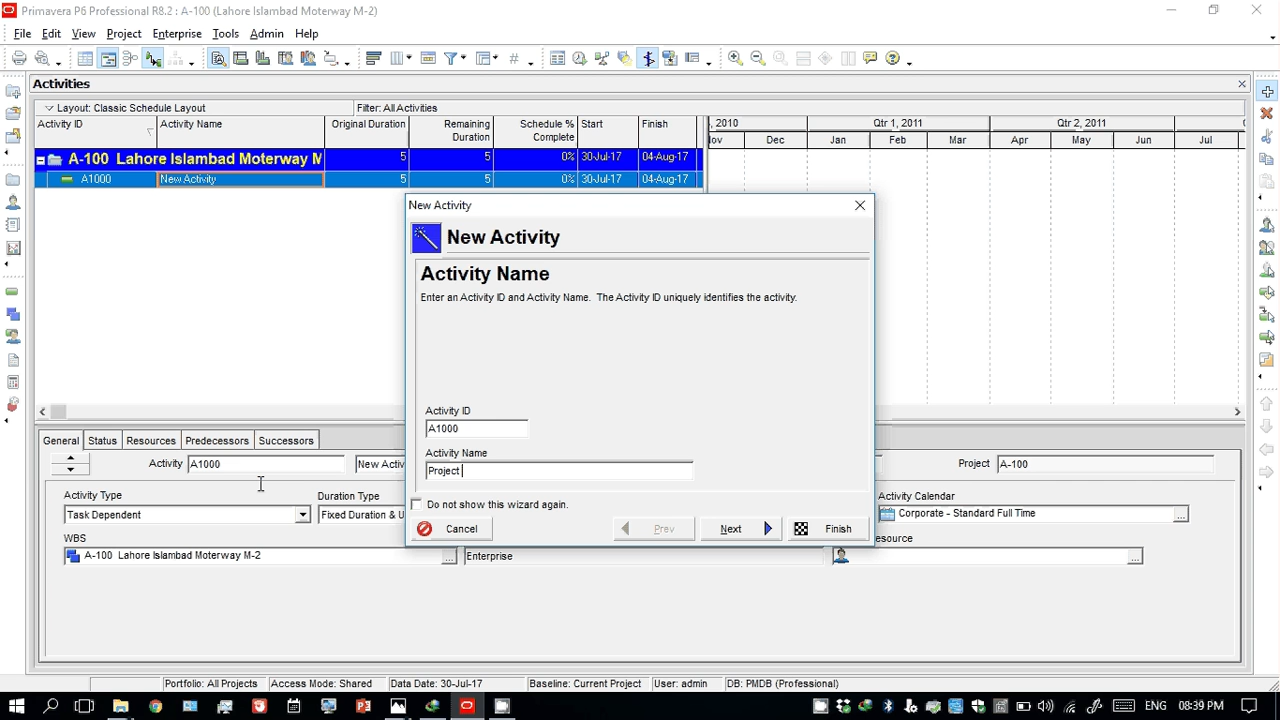 Primavera P6 Professional R8.2 : A-100 (Lahore Islambad Moterway M-2)
File Edit View Project Enterprise Tools Admin Help
Activities
Layout: Classic Schedule Layout Filter: All Activities
Activity ID Activity Name Original Duration Remaining Duration Schedule % Complete Start Finish
, 2010 Qtr 1, 2011 Qtr 2, 2011
lov Dec Jan Feb Mar Apr May Jun Jul
A-100 Lahore Islambad Moterway M 5 5 0% 30-Jul-17 04-Aug-17
A1000 New Activity 5 5 0% 30-Jul-17 04-Aug-17
New Activity
New Activity
Activity Name
Enter an Activity ID and Activity Name. The Activity ID uniquely identifies the activity.
Activity ID
A1000
Activity Name
Project
Do not show this wizard again.
Cancel Prev Next Finish
General Status Resources Predecessors Successors
Activity A1000 New Activ Project A-100
Activity Type Duration Type Activity Calendar
Task Dependent Fixed Duration & U Corporate - Standard Full Time
WBS esource
A-100 Lahore Islambad Moterway M-2 Enterprise
Portfolio: All Projects Access Mode: Shared Data Date: 30-Jul-17 Baseline: Current Project User: admin DB: PMDB (Professional)
ENG 08:39 PM